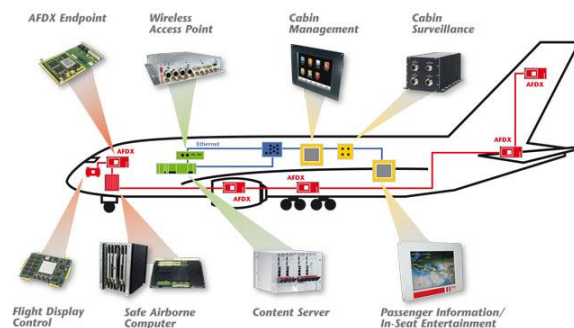 AFDX Endpoint
Wireless
Access Point
Cabin
Management
Cabin
Surveillance
AFDX
Ethernet
AFDX
AFDX
AFDX
AFDX
Flight Display
Control
Safe Airborne
Computer
Content Server
Passenger Information/
In-Seat Entertainment